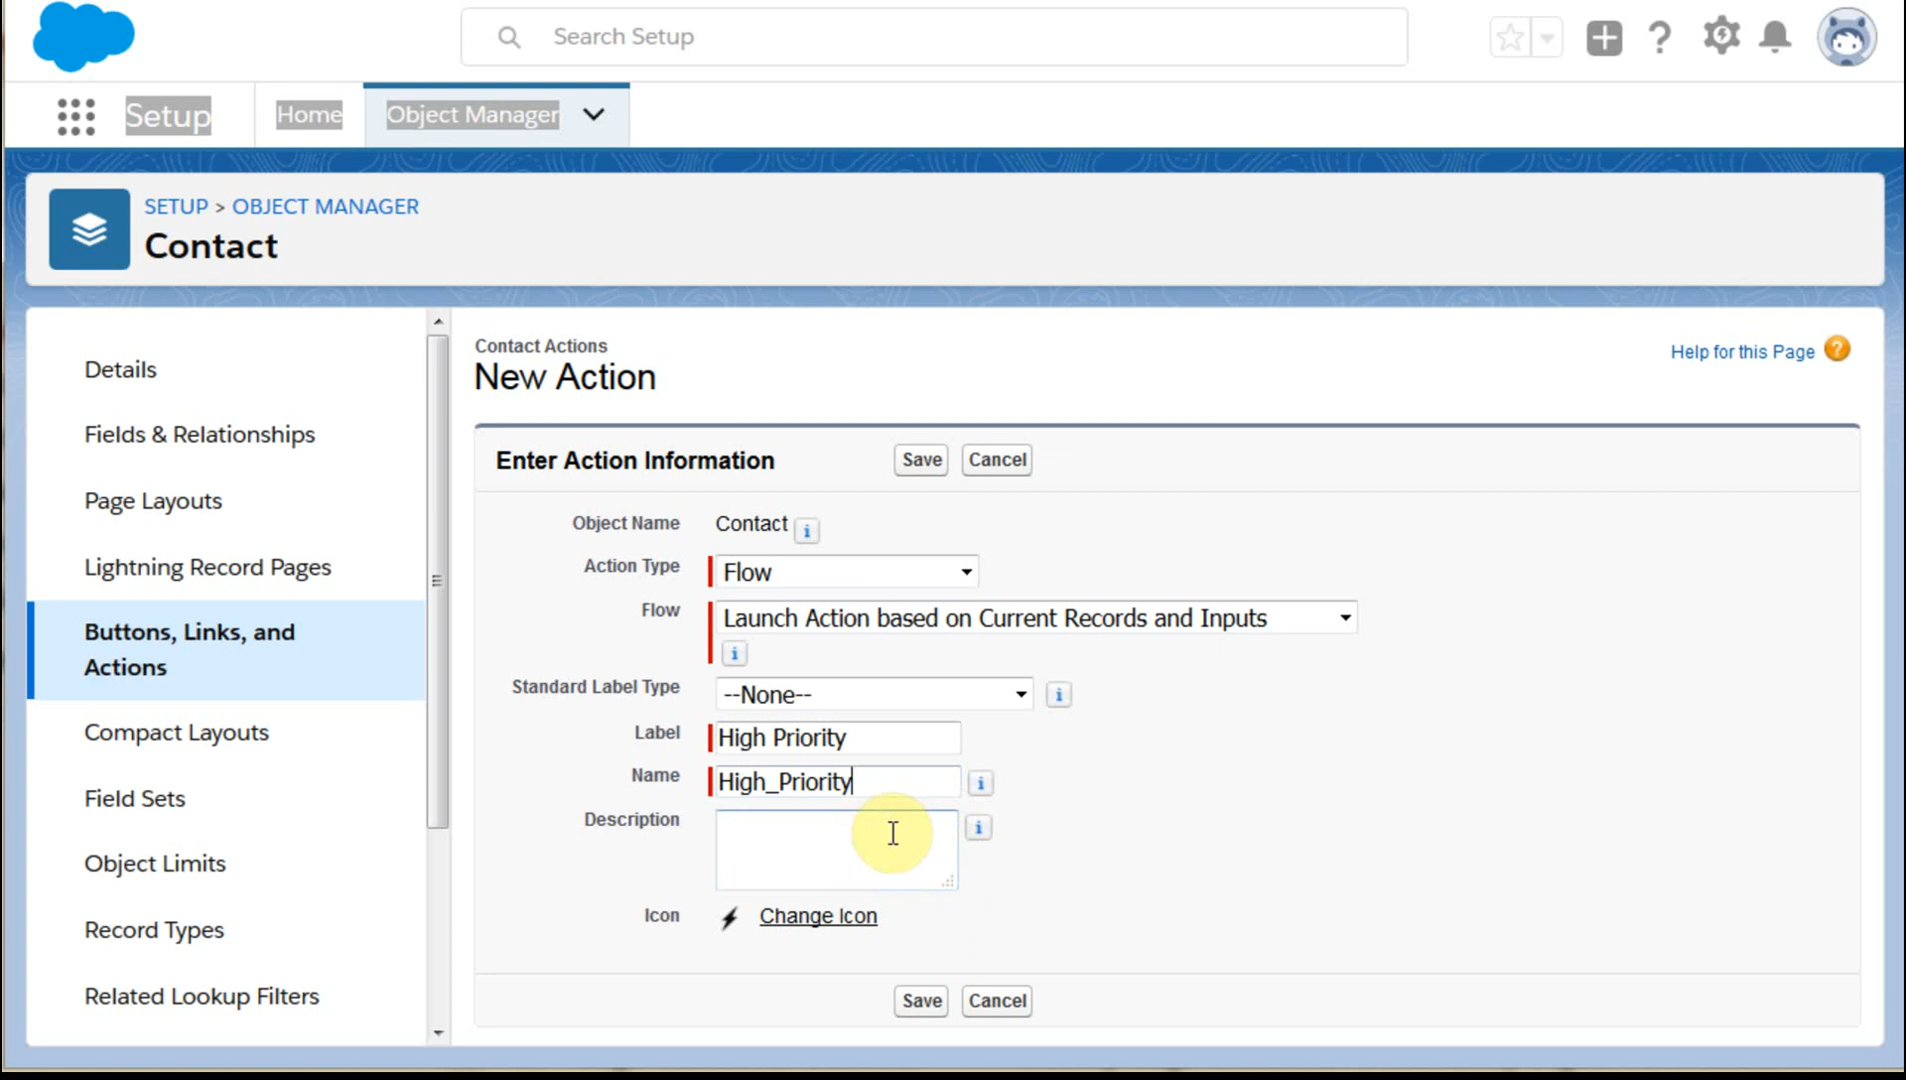 Search Setup
Setup
Home
Object Manager
SETUP > OBJECT MANAGER
Contact
Details
Fields & Relationships
Page Layouts
Lightning Record Pages
Buttons, Links, and
Actions
Compact Layouts
Field Sets
Object Limits
Record Types
Related Lookup Filters
Contact Actions
New Action
Help for this Page ?
Enter Action Information
Save
Cancel
Object Name Contact i
Action Type Flow
Flow Launch Action based on Current Records and Inputs
i
Standard Label Type --None-- i
Label High Priority
Name High_Priority i
Description i
Icon Change Icon
Save
Cancel